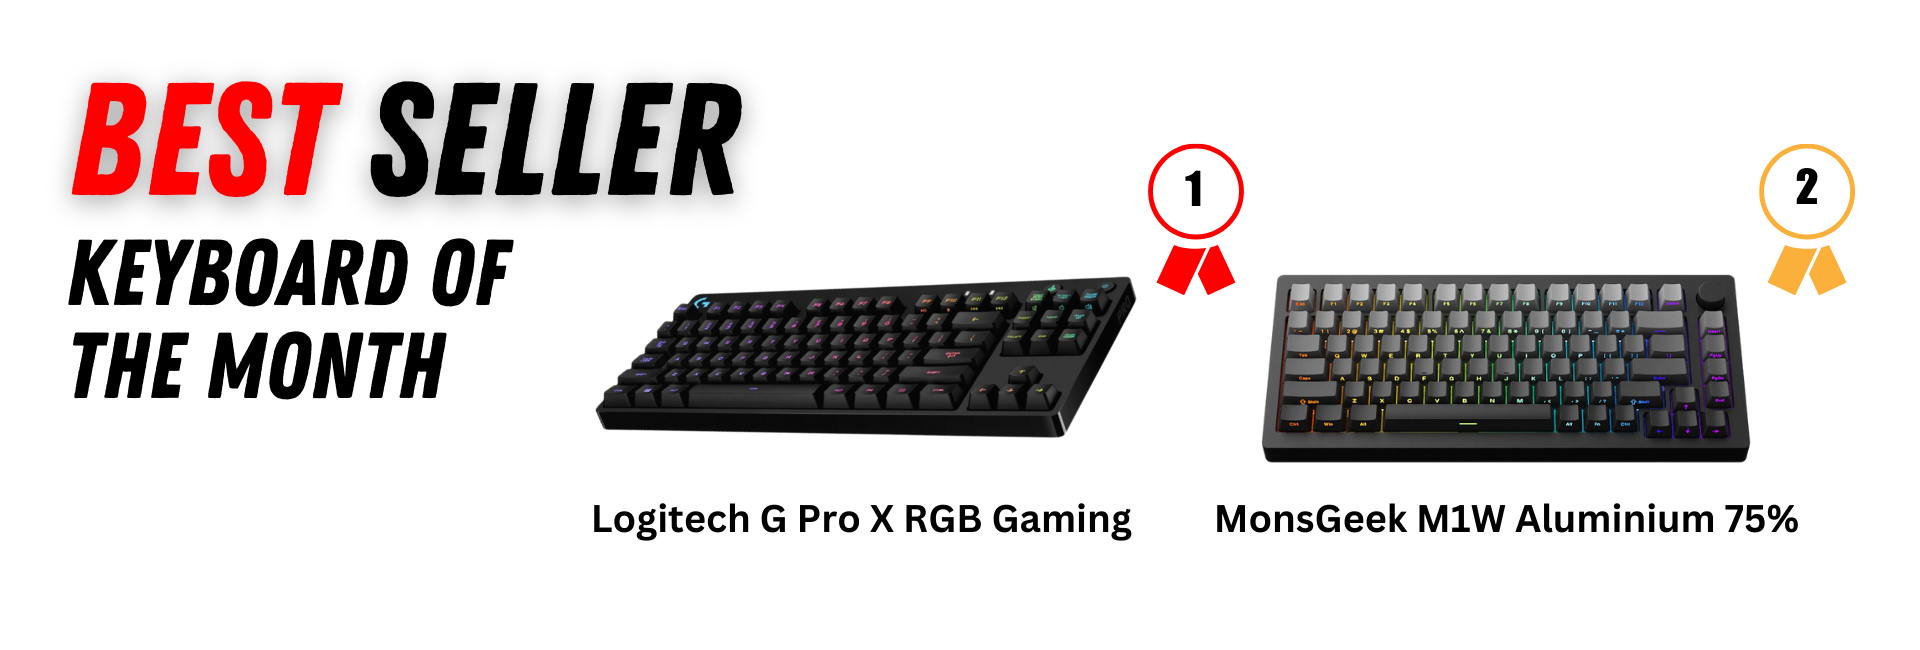 BEST SELLER
KEYBOARD OF
THE MONTH
1
2
Logitech G Pro X RGB Gaming
MonsGeek M1W Aluminium 75%